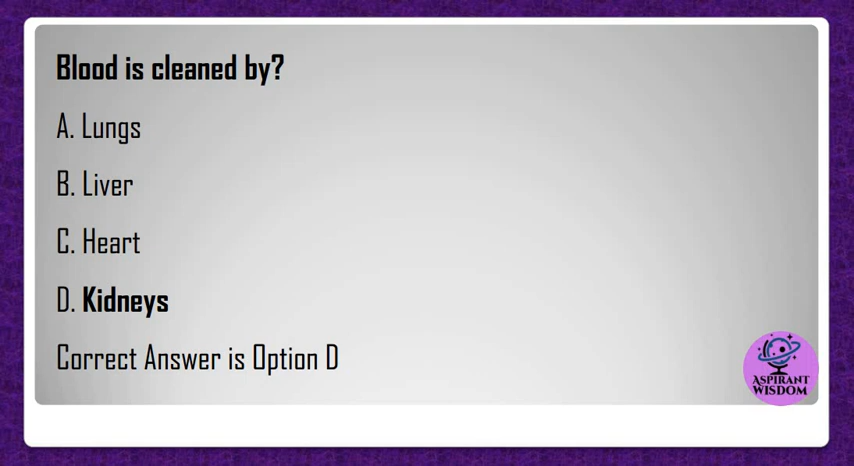 Blood is cleaned by?
A. Lungs
B. Liver
C. Heart
D. Kidneys
Correct Answer is Option D
ASPIRANT
WISDOM